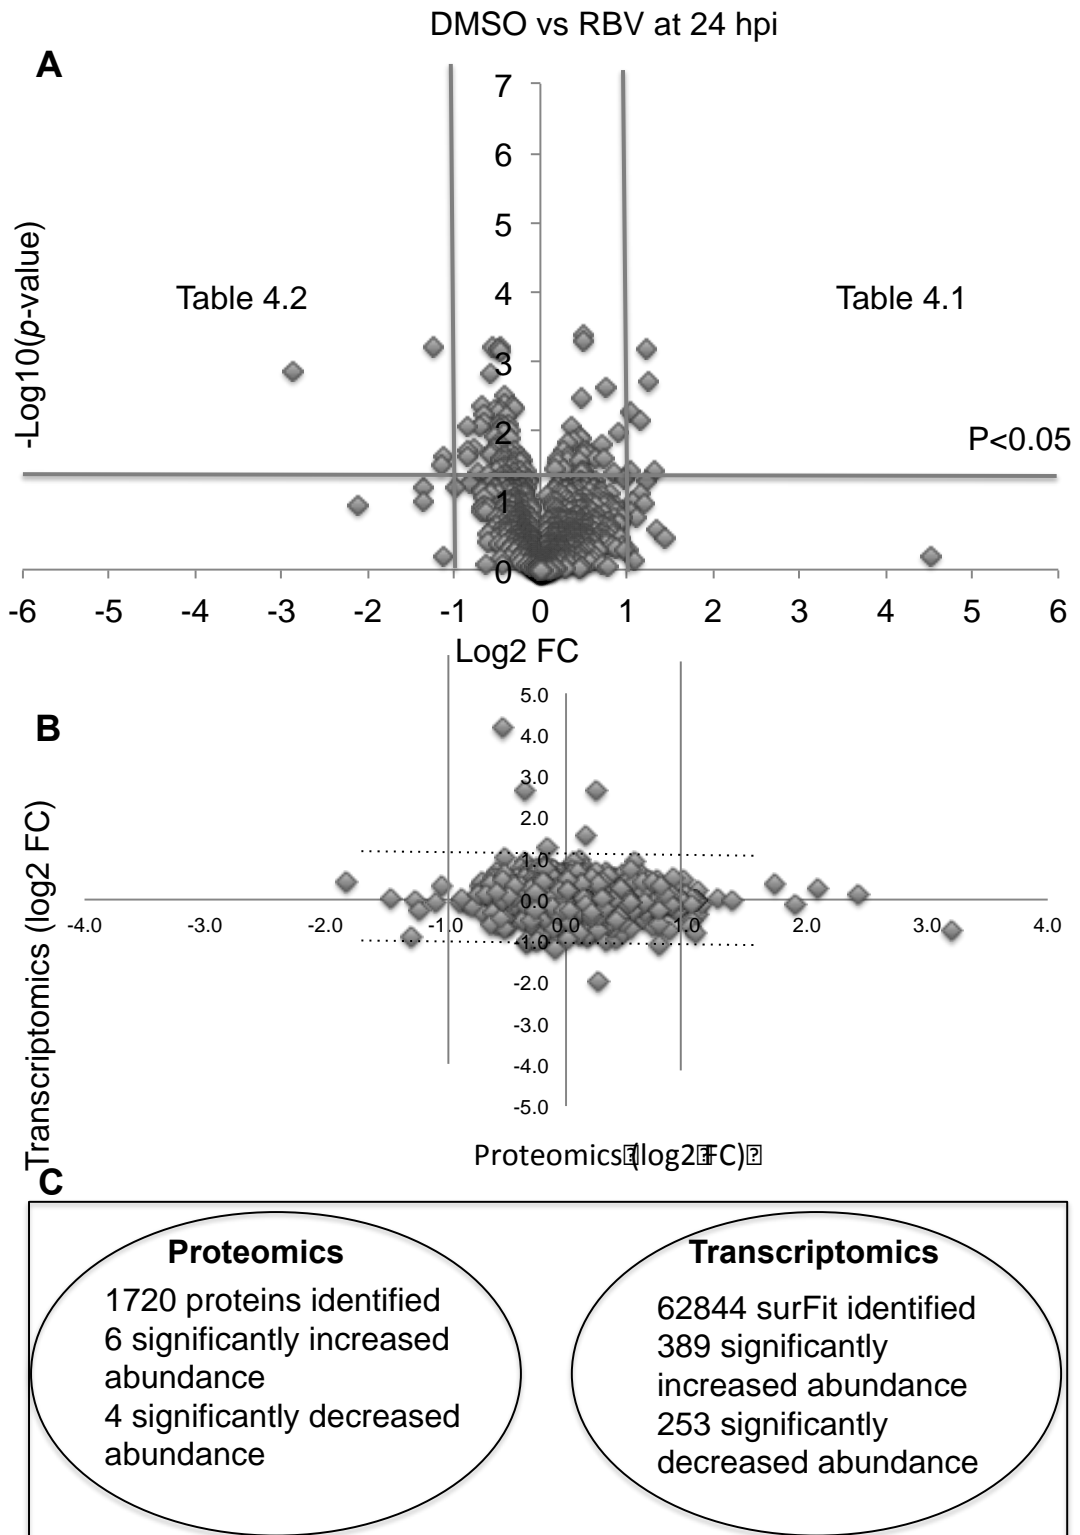 DMSO vs RBV at 24 hpi
A
-Log10(p-value)
7
6
5
4
3
2
1
0
Table 4.2
Table 4.1
P<0.05
-6 -5 -4 -3 -2 -1 0 1 2 3 4 5 6
Log2 FC
B
Transcriptomics (log2 FC)
5.0
4.0
3.0
2.0
1.0
0.0
-4.0 -3.0 -2.0 -1.0 0.0 1.0 2.0 3.0 4.0
-1.0
-2.0
-3.0
-4.0
-5.0
Proteomics (log2 FC)
C
Proteomics
1720 proteins identified
6 significantly increased
abundance
4 significantly decreased
abundance
Transcriptomics
62844 surFit identified
389 significantly
increased abundance
253 significantly
decreased abundance